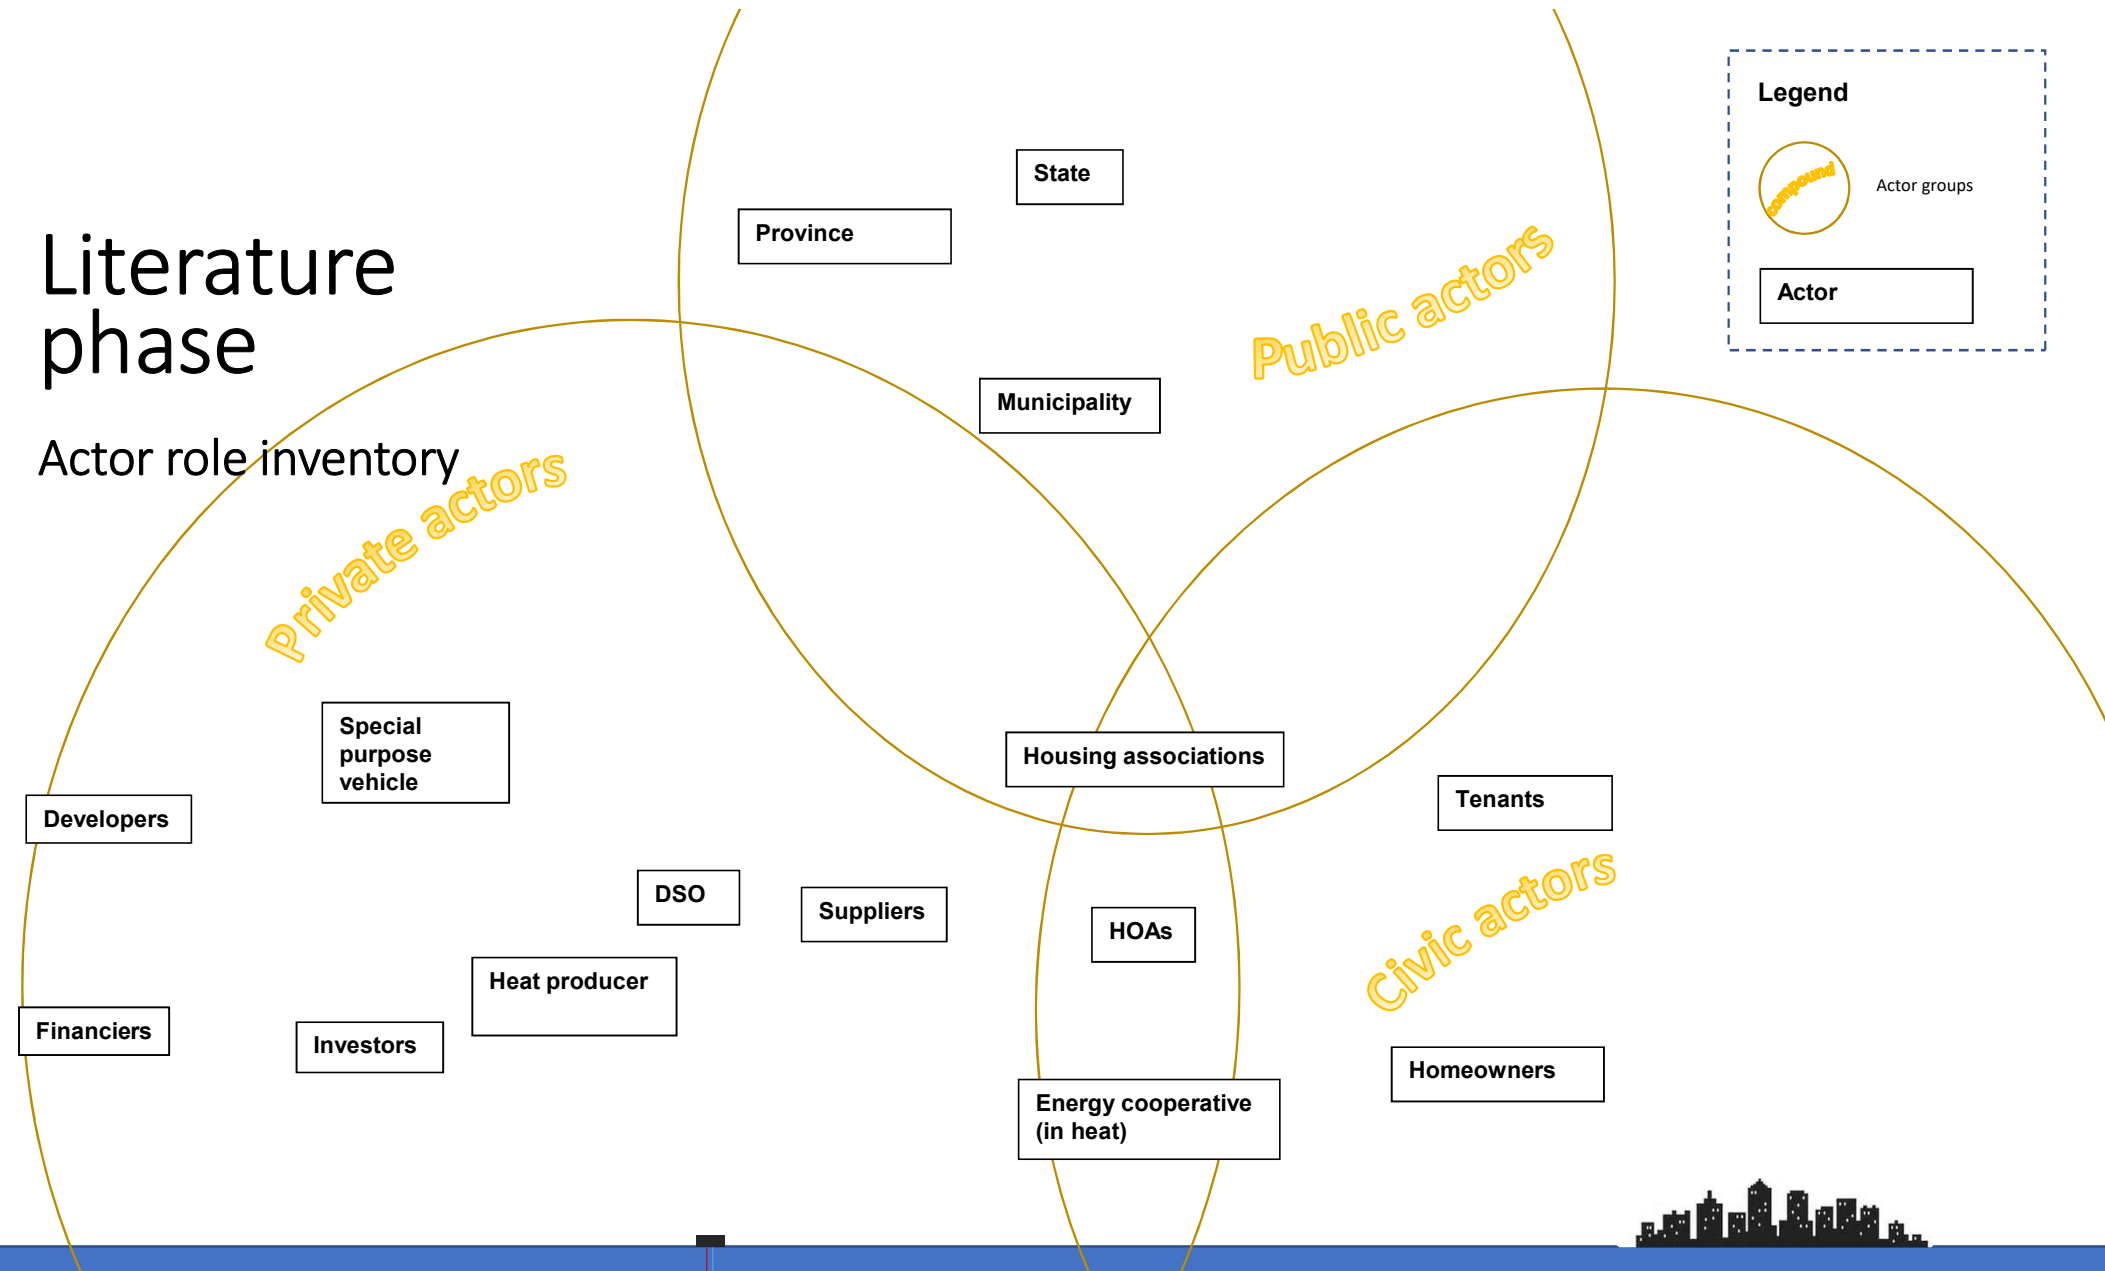 Literature
phase
Actor role inventory
State
Province
Public actors
Municipality
Legend
compound
Actor groups
Actor
Private actors
Special
purpose
vehicle
Developers
Housing associations
Tenants
DSO
Suppliers
HOAs
Civic actors
Heat producer
Financiers
Investors
Homeowners
Energy cooperative
(in heat)